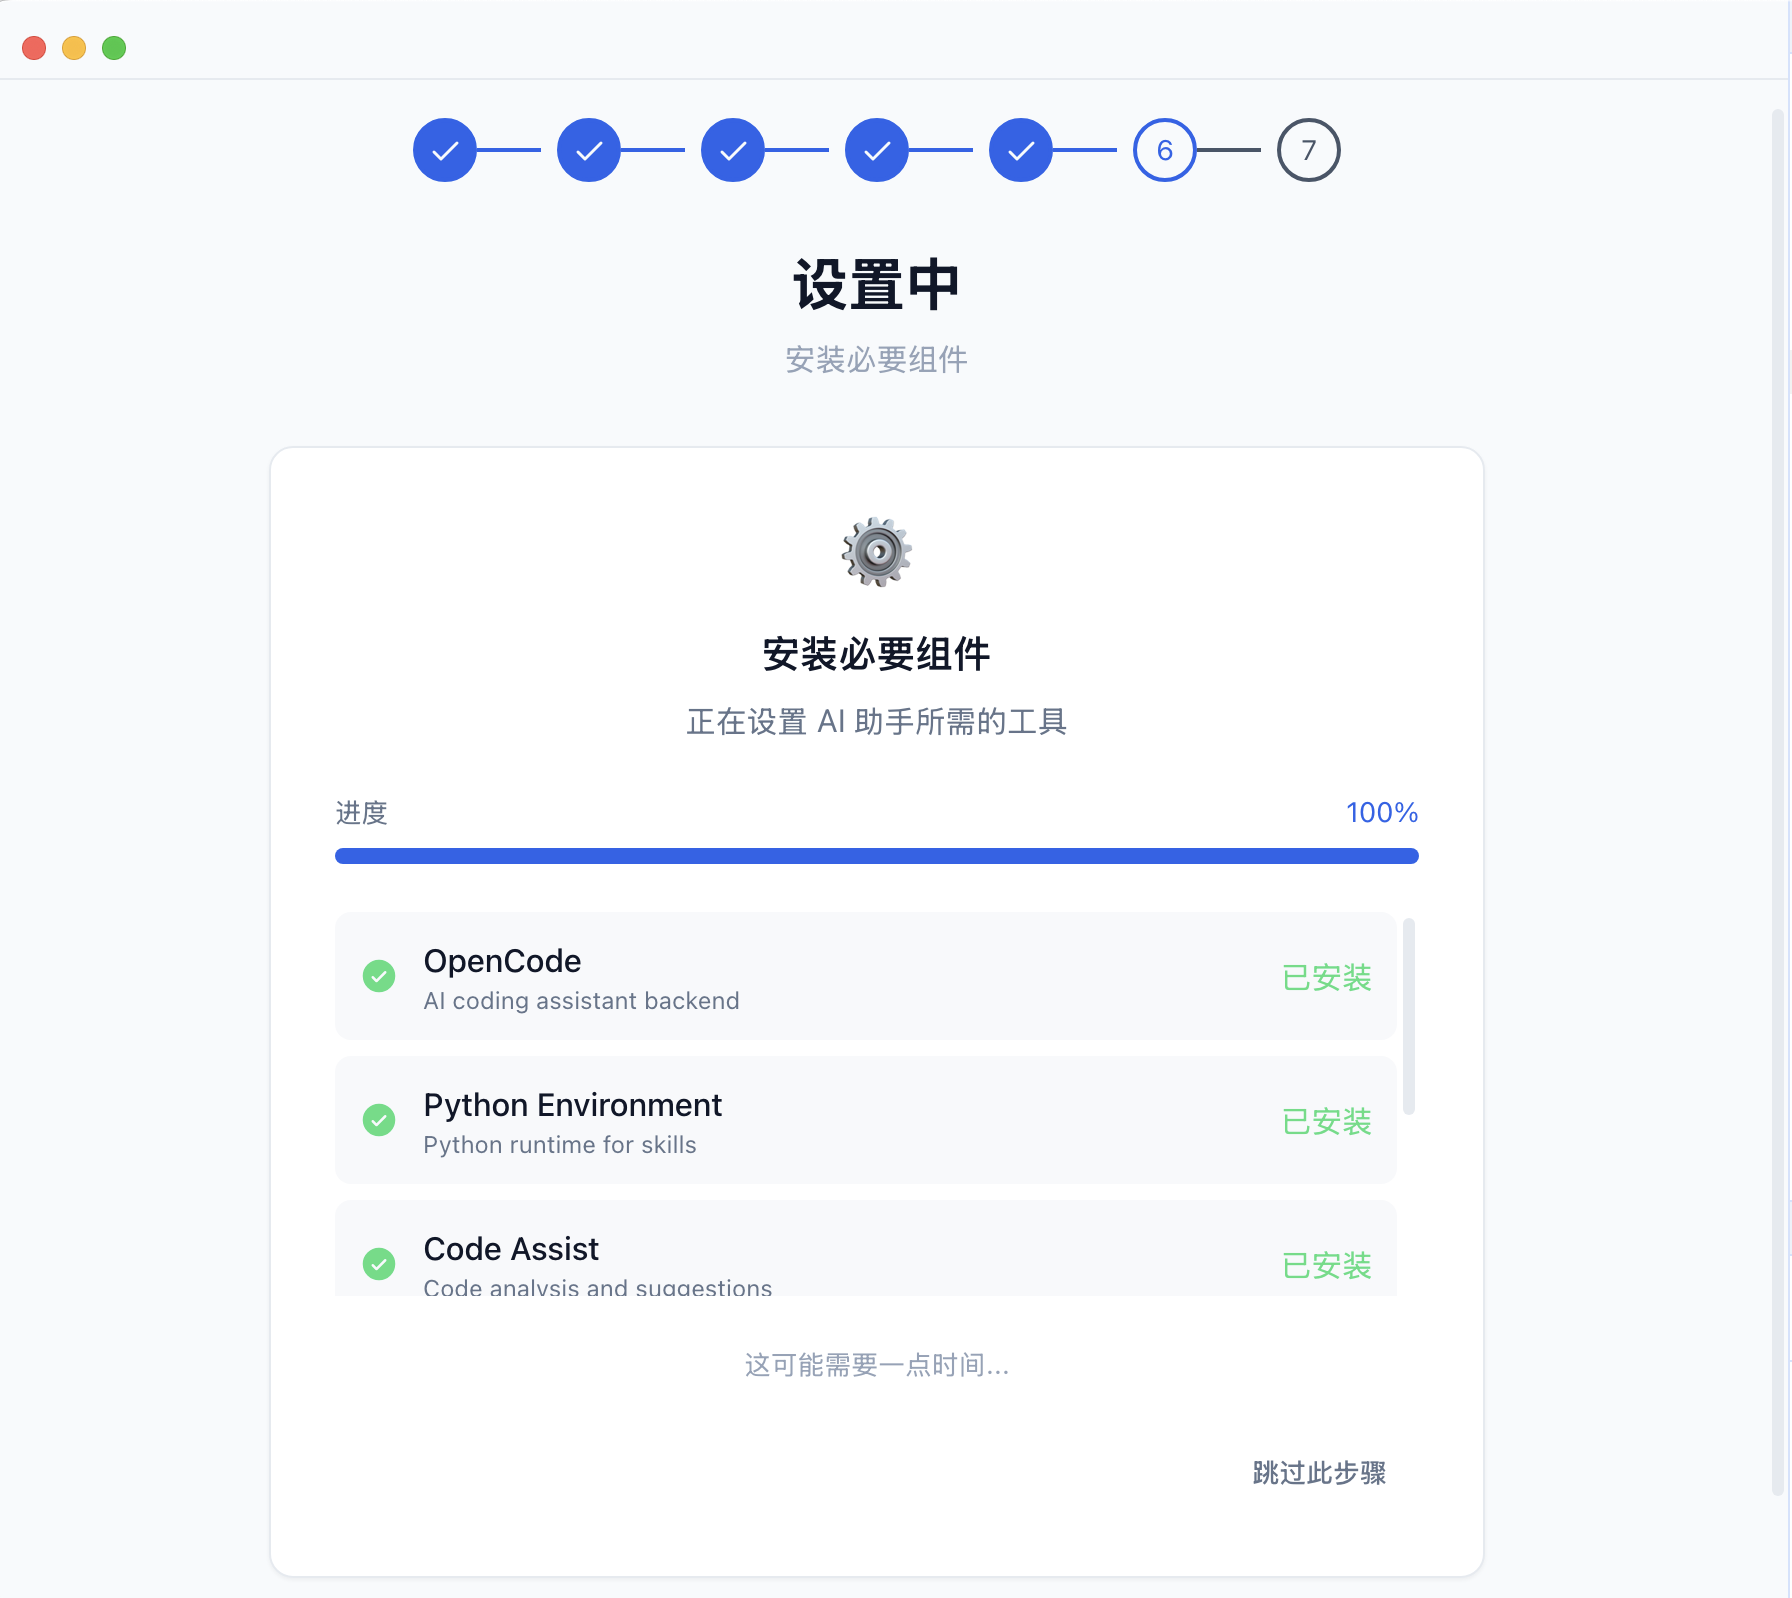 6
7
设置中
安装必要组件
安装必要组件
正在设置 AI 助手所需的工具
进度
100%
OpenCode
AI coding assistant backend
已安装
Python Environment
Python runtime for skills
已安装
Code Assist
Code analysis and suggestions
已安装
这可能需要一点时间...
跳过此步骤